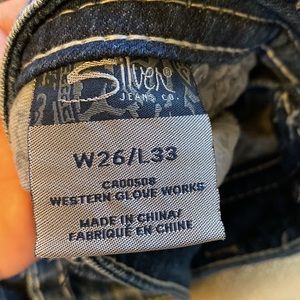 Silver
JEANS CO.
W26/L33
CA00508
WESTERN GLOVE WORKS
MADE IN CHINA/
FABRIQUÉ EN CHINE